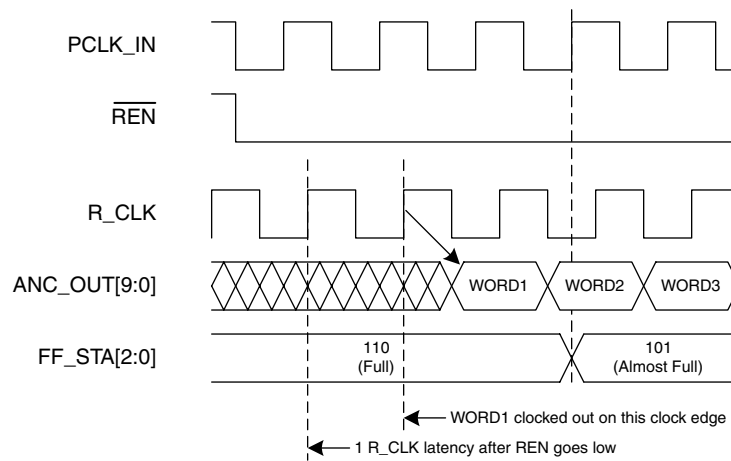 PCLK_IN
REN
R_CLK
ANC_OUT[9:0]
WORD1 WORD2 WORD3
FF_STA[2:0]
110
(Full)
101
(Almost Full)
WORD1 clocked out on this clock edge
1 R_CLK latency after REN goes low